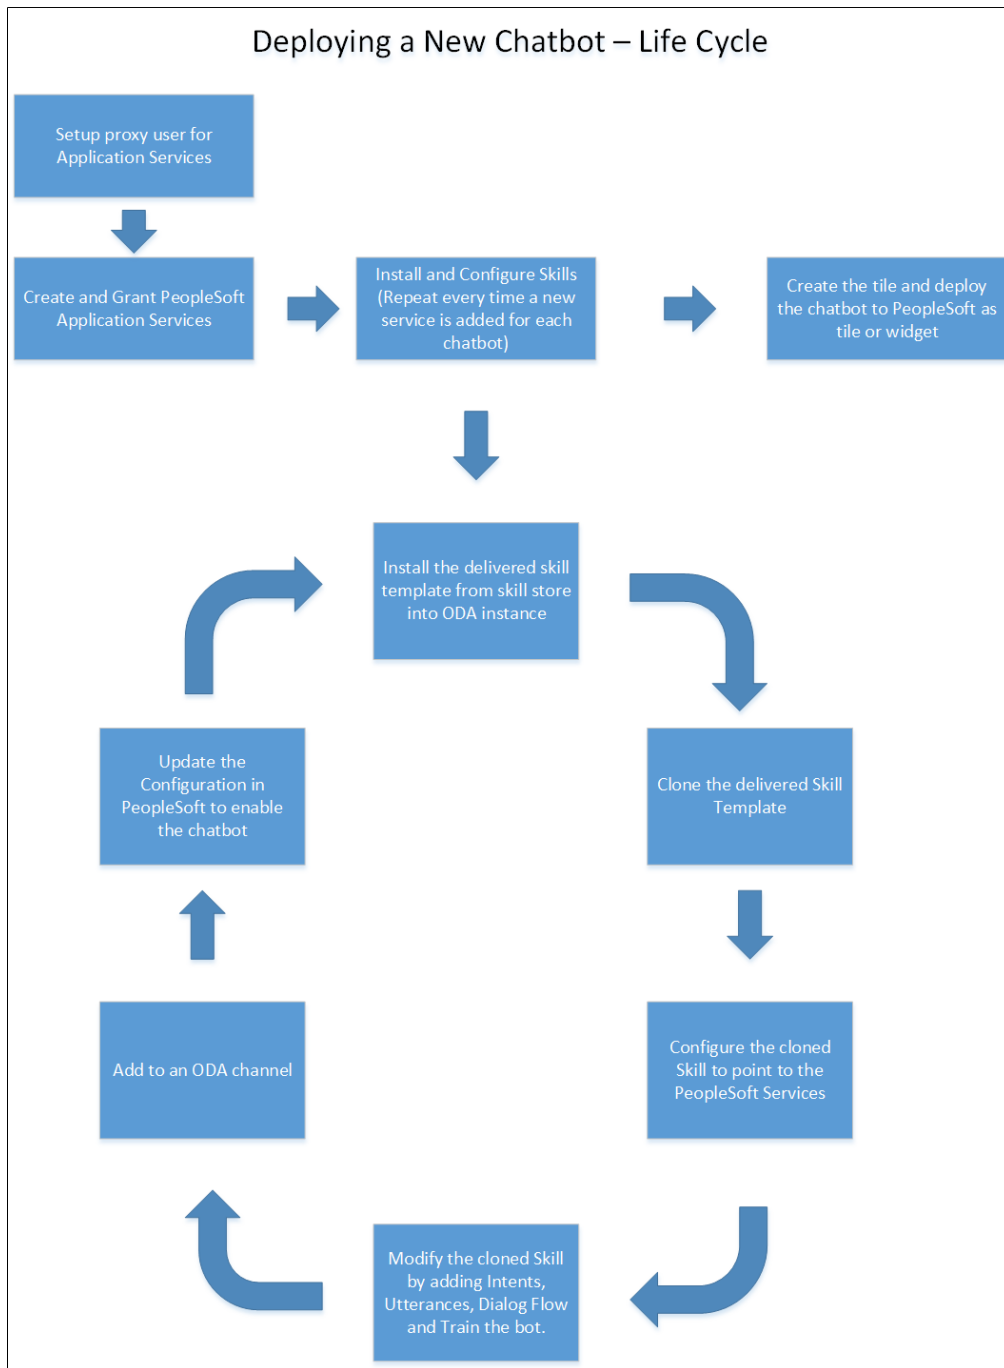 Deploying a New Chatbot – Life Cycle
Setup proxy user for
Application Services
Create and Grant PeopleSoft
Application Services
Install and Configure Skills
(Repeat every time a new
service is added for each
chatbot)
Create the tile and deploy
the chatbot to PeopleSoft as
tile or widget
Install the delivered skill
template from skill store
into ODA instance
Clone the delivered Skill
Template
Configure the cloned
Skill to point to the
PeopleSoft Services
Modify the cloned Skill
by adding Intents,
Utterances, Dialog Flow
and Train the bot.
Add to an ODA channel
Update the
Configuration in
PeopleSoft to enable
the chatbot